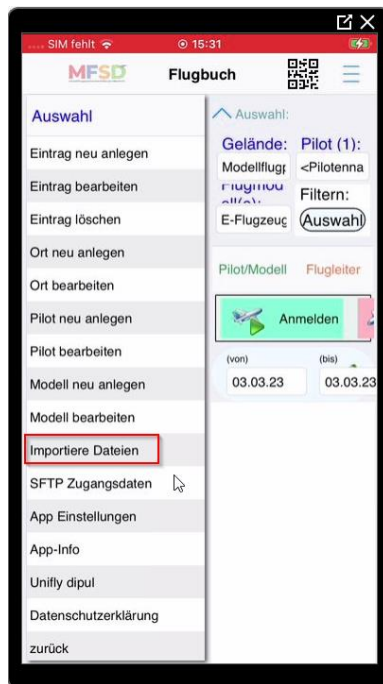 SIM fehlt 15:31
MFSD Flugbuch
Auswahl
Eintrag neu anlegen
Eintrag bearbeiten
Eintrag löschen
Ort neu anlegen
Ort bearbeiten
Pilot neu anlegen
Pilot bearbeiten
Modell neu anlegen
Modell bearbeiten
Importiere Dateien
SFTP Zugangsdaten
App Einstellungen
App-Info
Unifly dipul
Datenschutzerklärung
zurück
Auswahl:
Gelände: Pilot (1):
Modellflugp <Pilotenna
Filtern:
E-Flugzeug (Auswahl)
Pilot/Modell Flugleiter
Anmelden
(von) (bis)
03.03.23 03.03.23